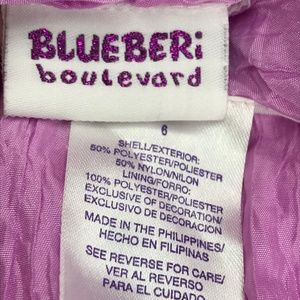 BLUEBERi
boulevard
6
SHELL/EXTERIOR:
50% POLYESTER/POLIESTER
50% NYLON/NILON
LINING/FORRO:
100% POLYESTER/POLIESTER
EXCLUSIVE OF DECORATION/
EXCLUSIVO DE DECORACION
MADE IN THE PHILIPPINES/
HECHO EN FILIPINAS
SEE REVERSE FOR CARE/
VER AL REVERSO
PARA EL CUIDADO